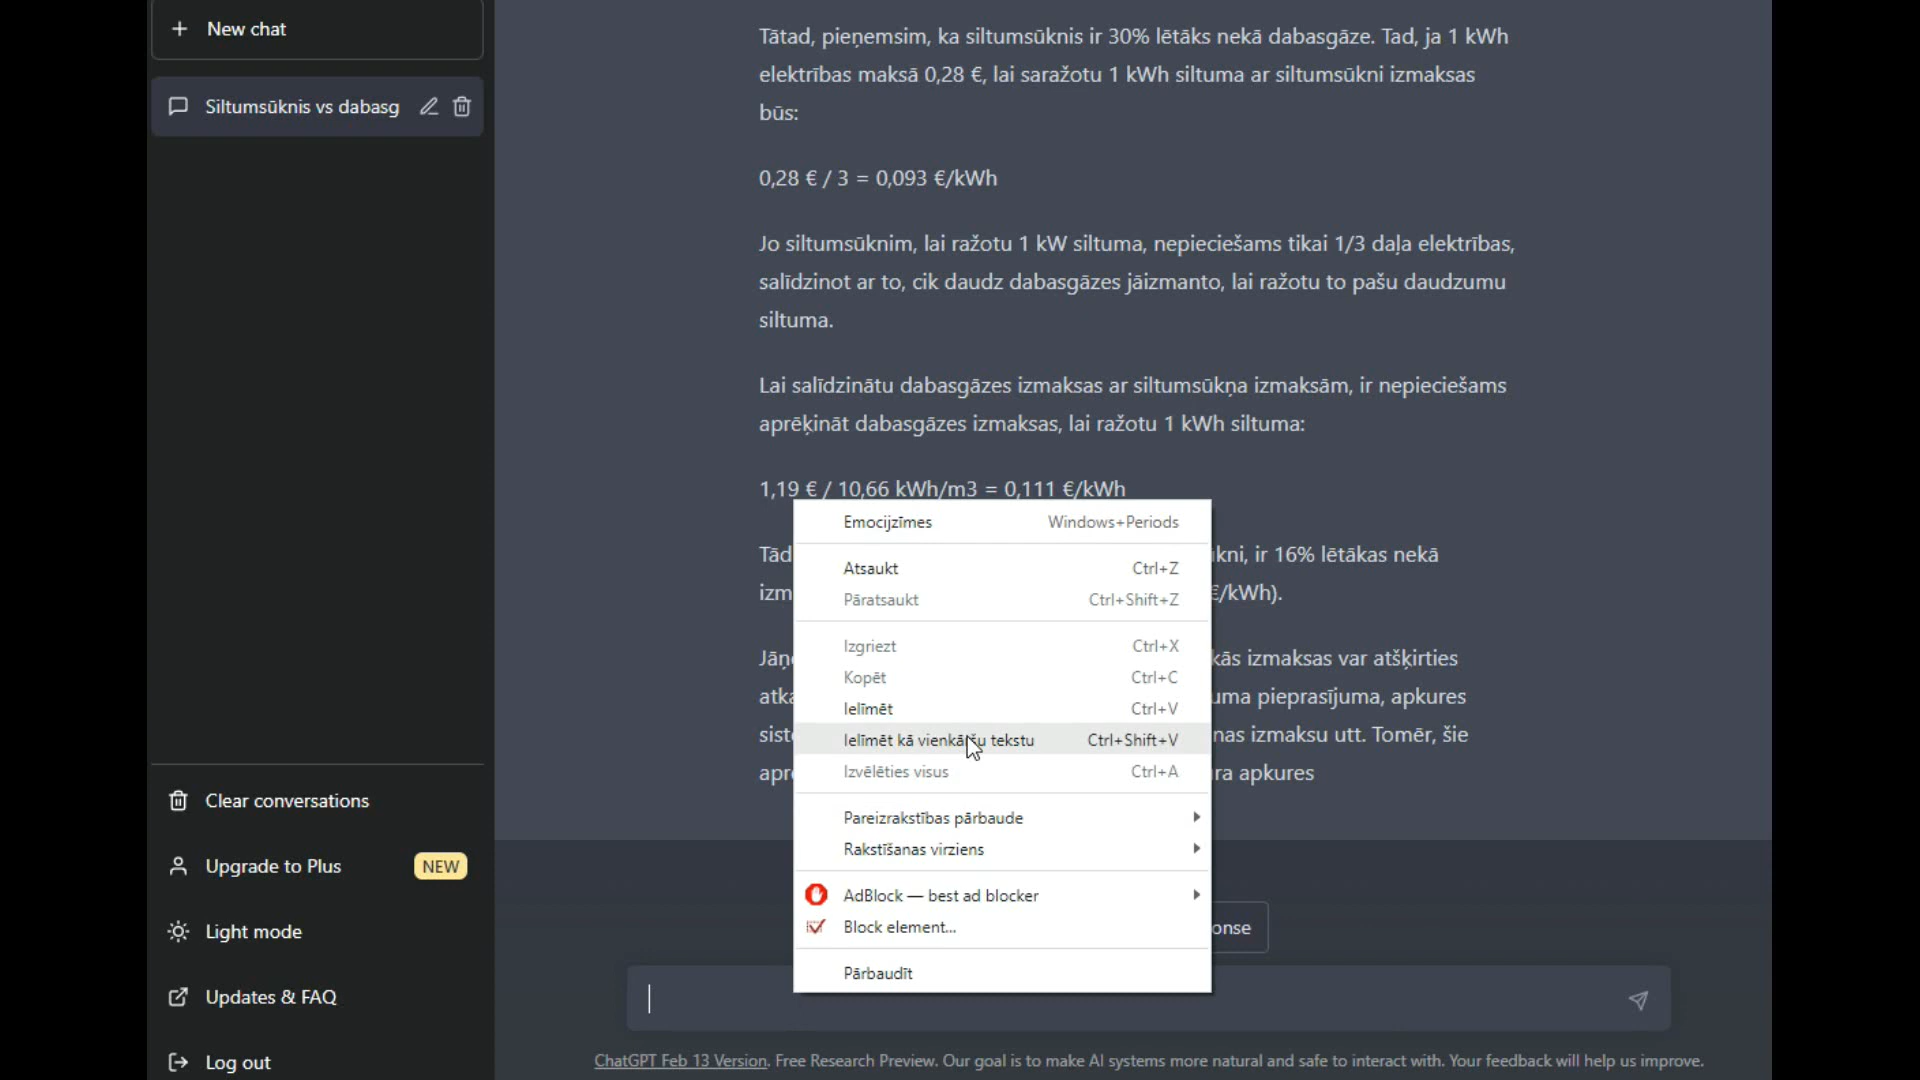 New chat
Siltumsūknis vs dabasg
Clear conversations
Upgrade to Plus NEW
Light mode
Updates & FAQ
Log out
Tātad, pieņemsim, ka siltumsūknis ir 30% lētāks nekā dabasgāze. Tad, ja 1 kWh
elektrības maksā 0,28 €, lai saražotu 1 kWh siltuma ar siltumsūkni izmaksas
būs:
0,28 € / 3 = 0,093 €/kWh
Jo siltumsūknim, lai ražotu 1 kW siltuma, nepieciešams tikai 1/3 daļa elektrības,
salīdzinot ar to, cik daudz dabasgāzes jāizmanto, lai ražotu to pašu daudzumu
siltuma.
Lai salīdzinātu dabasgāzes izmaksas ar siltumsūkņa izmaksām, ir nepieciešams
aprēķināt dabasgāzes izmaksas, lai ražotu 1 kWh siltuma:
1,19 € / 10,66 kWh/m3 = 0,111 €/kWh
Tād ikni, ir 16% lētākas nekā
izm €/kWh).
Jāņ kās izmaksas var atšķirties
atka uma pieprasījuma, apkures
sist nas izmaksu utt. Tomēr, šie
apr ra apkures
Emocijzīmes Windows+Periods
Atsaukt Ctrl+Z
Pāratsaukt Ctrl+Shift+Z
Izgriezt Ctrl+X
Kopēt Ctrl+C
Ielīmēt Ctrl+V
Ielīmēt kā vienkāršu tekstu Ctrl+Shift+V
Izvēlēties visus Ctrl+A
Pareizrakstības pārbaude
Rakstīšanas virziens
AdBlock — best ad blocker
Block element...
Pārbaudīt
onse
ChatGPT Feb 13 Version. Free Research Preview. Our goal is to make AI systems more natural and safe to interact with. Your feedback will help us improve.